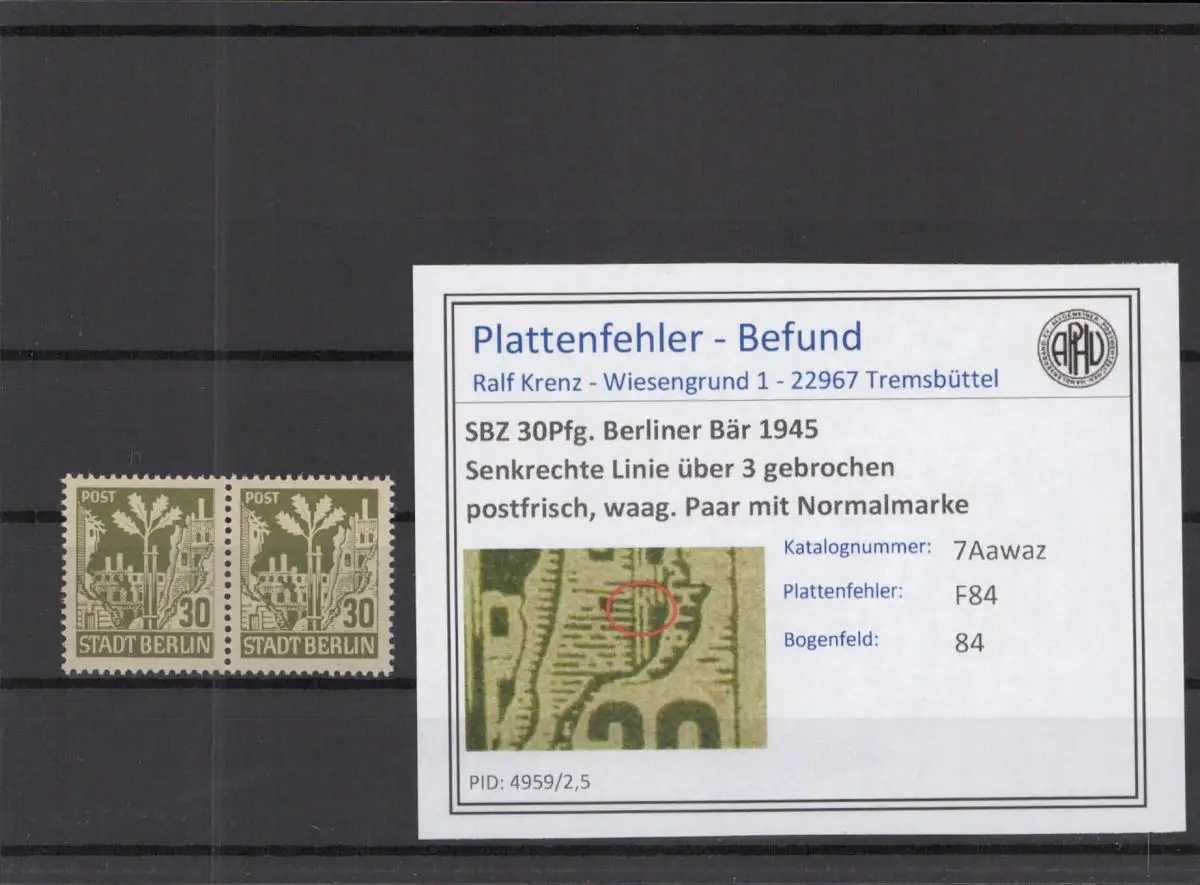 POST
30
STADT BERLIN
POST
30
STADT BERLIN
Plattenfehler - Befund
Ralf Krenz - Wiesengrund 1 - 22967 Tremsbüttel
APHV
SBZ 30Pfg. Berliner Bär 1945
Senkrechte Linie über 3 gebrochen
postfrisch, waag. Paar mit Normalmarke
Katalognummer: 7Aawaz
Plattenfehler: F84
Bogenfeld: 84
30
PID: 4959/2,5